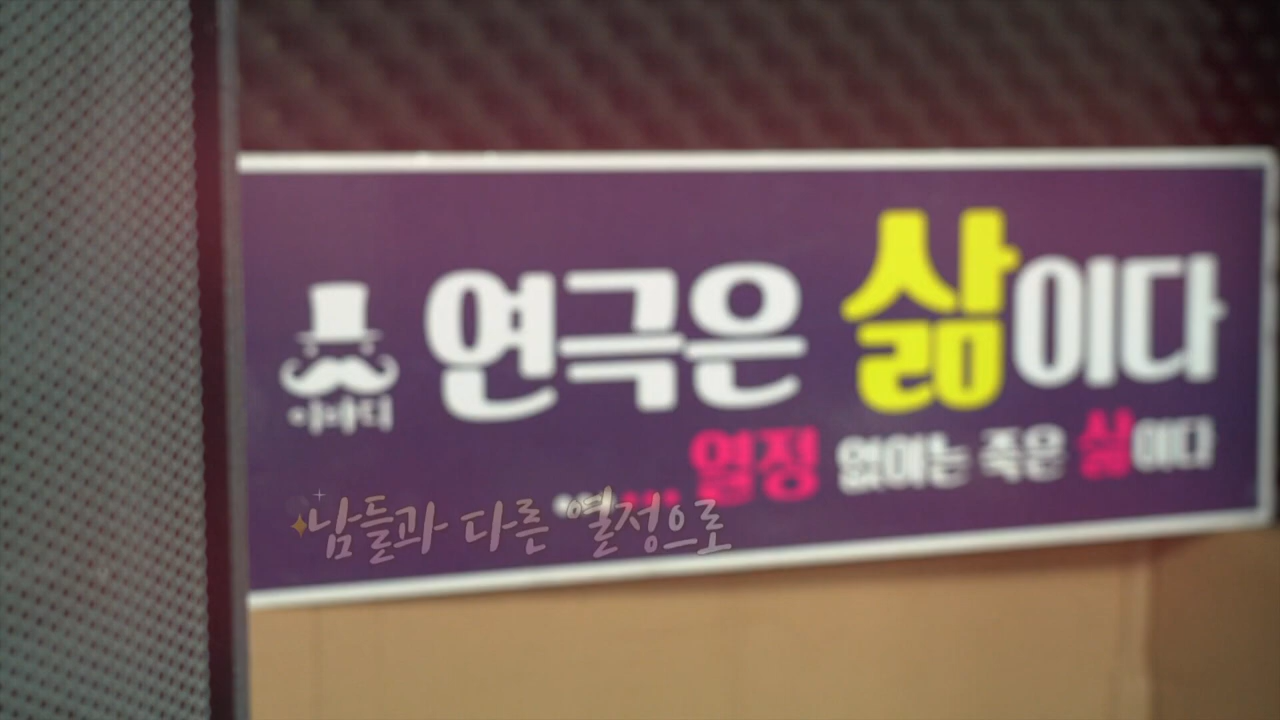 연극은 삶이다
열정 없이는 죽은 삶이다
남들과 다른 열정으로